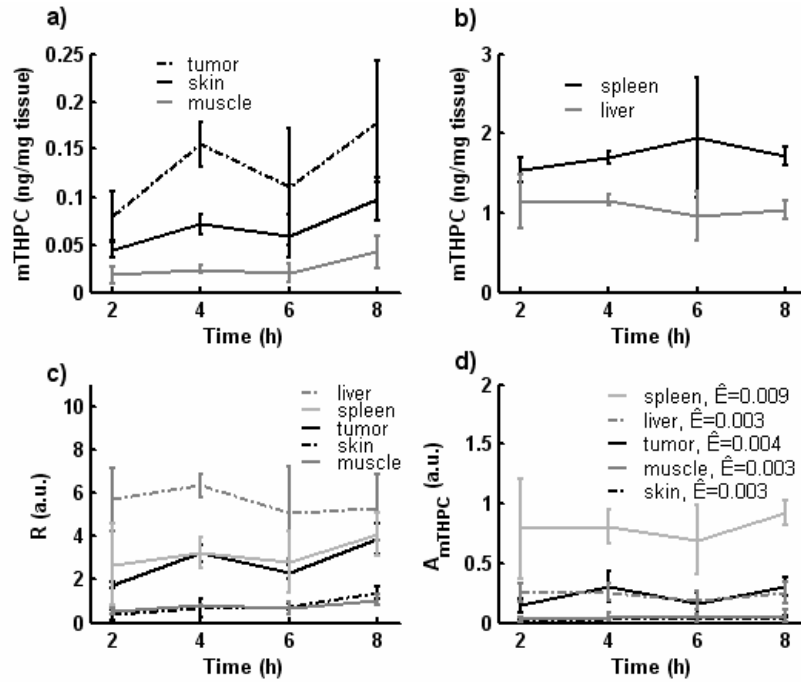 a)
mTHPC (ng/mg tissue)
0.25
0.2
0.15
0.1
0.05
0
tumor
skin
muscle
2 4 6 8
Time (h)
b)
mTHPC (ng/mg tissue)
3
2
1
0
spleen
liver
2 4 6 8
Time (h)
c)
R (a.u.)
10
8
6
4
2
0
liver
spleen
tumor
skin
muscle
2 4 6 8
Time (h)
d)
AmTHPC (a.u.)
2
1.5
1
0.5
0
spleen, Ê=0.009
liver, Ê=0.003
tumor, Ê=0.004
muscle, Ê=0.003
skin, Ê=0.003
2 4 6 8
Time (h)